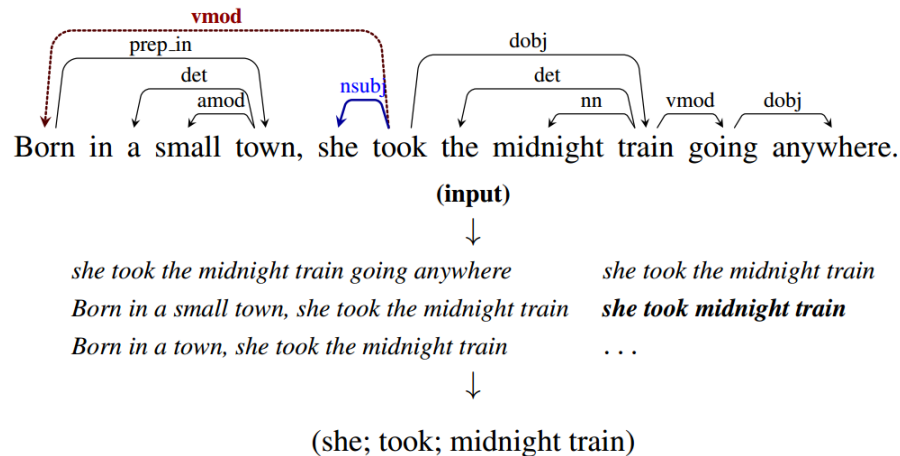 vmod
prep_in dobj
det det
amod nsubj nn vmod dobj
Born in a small town, she took the midnight train going anywhere.
(input)
↓
she took the midnight train going anywhere she took the midnight train
Born in a small town, she took the midnight train she took midnight train
Born in a town, she took the midnight train . . .
↓
(she; took; midnight train)